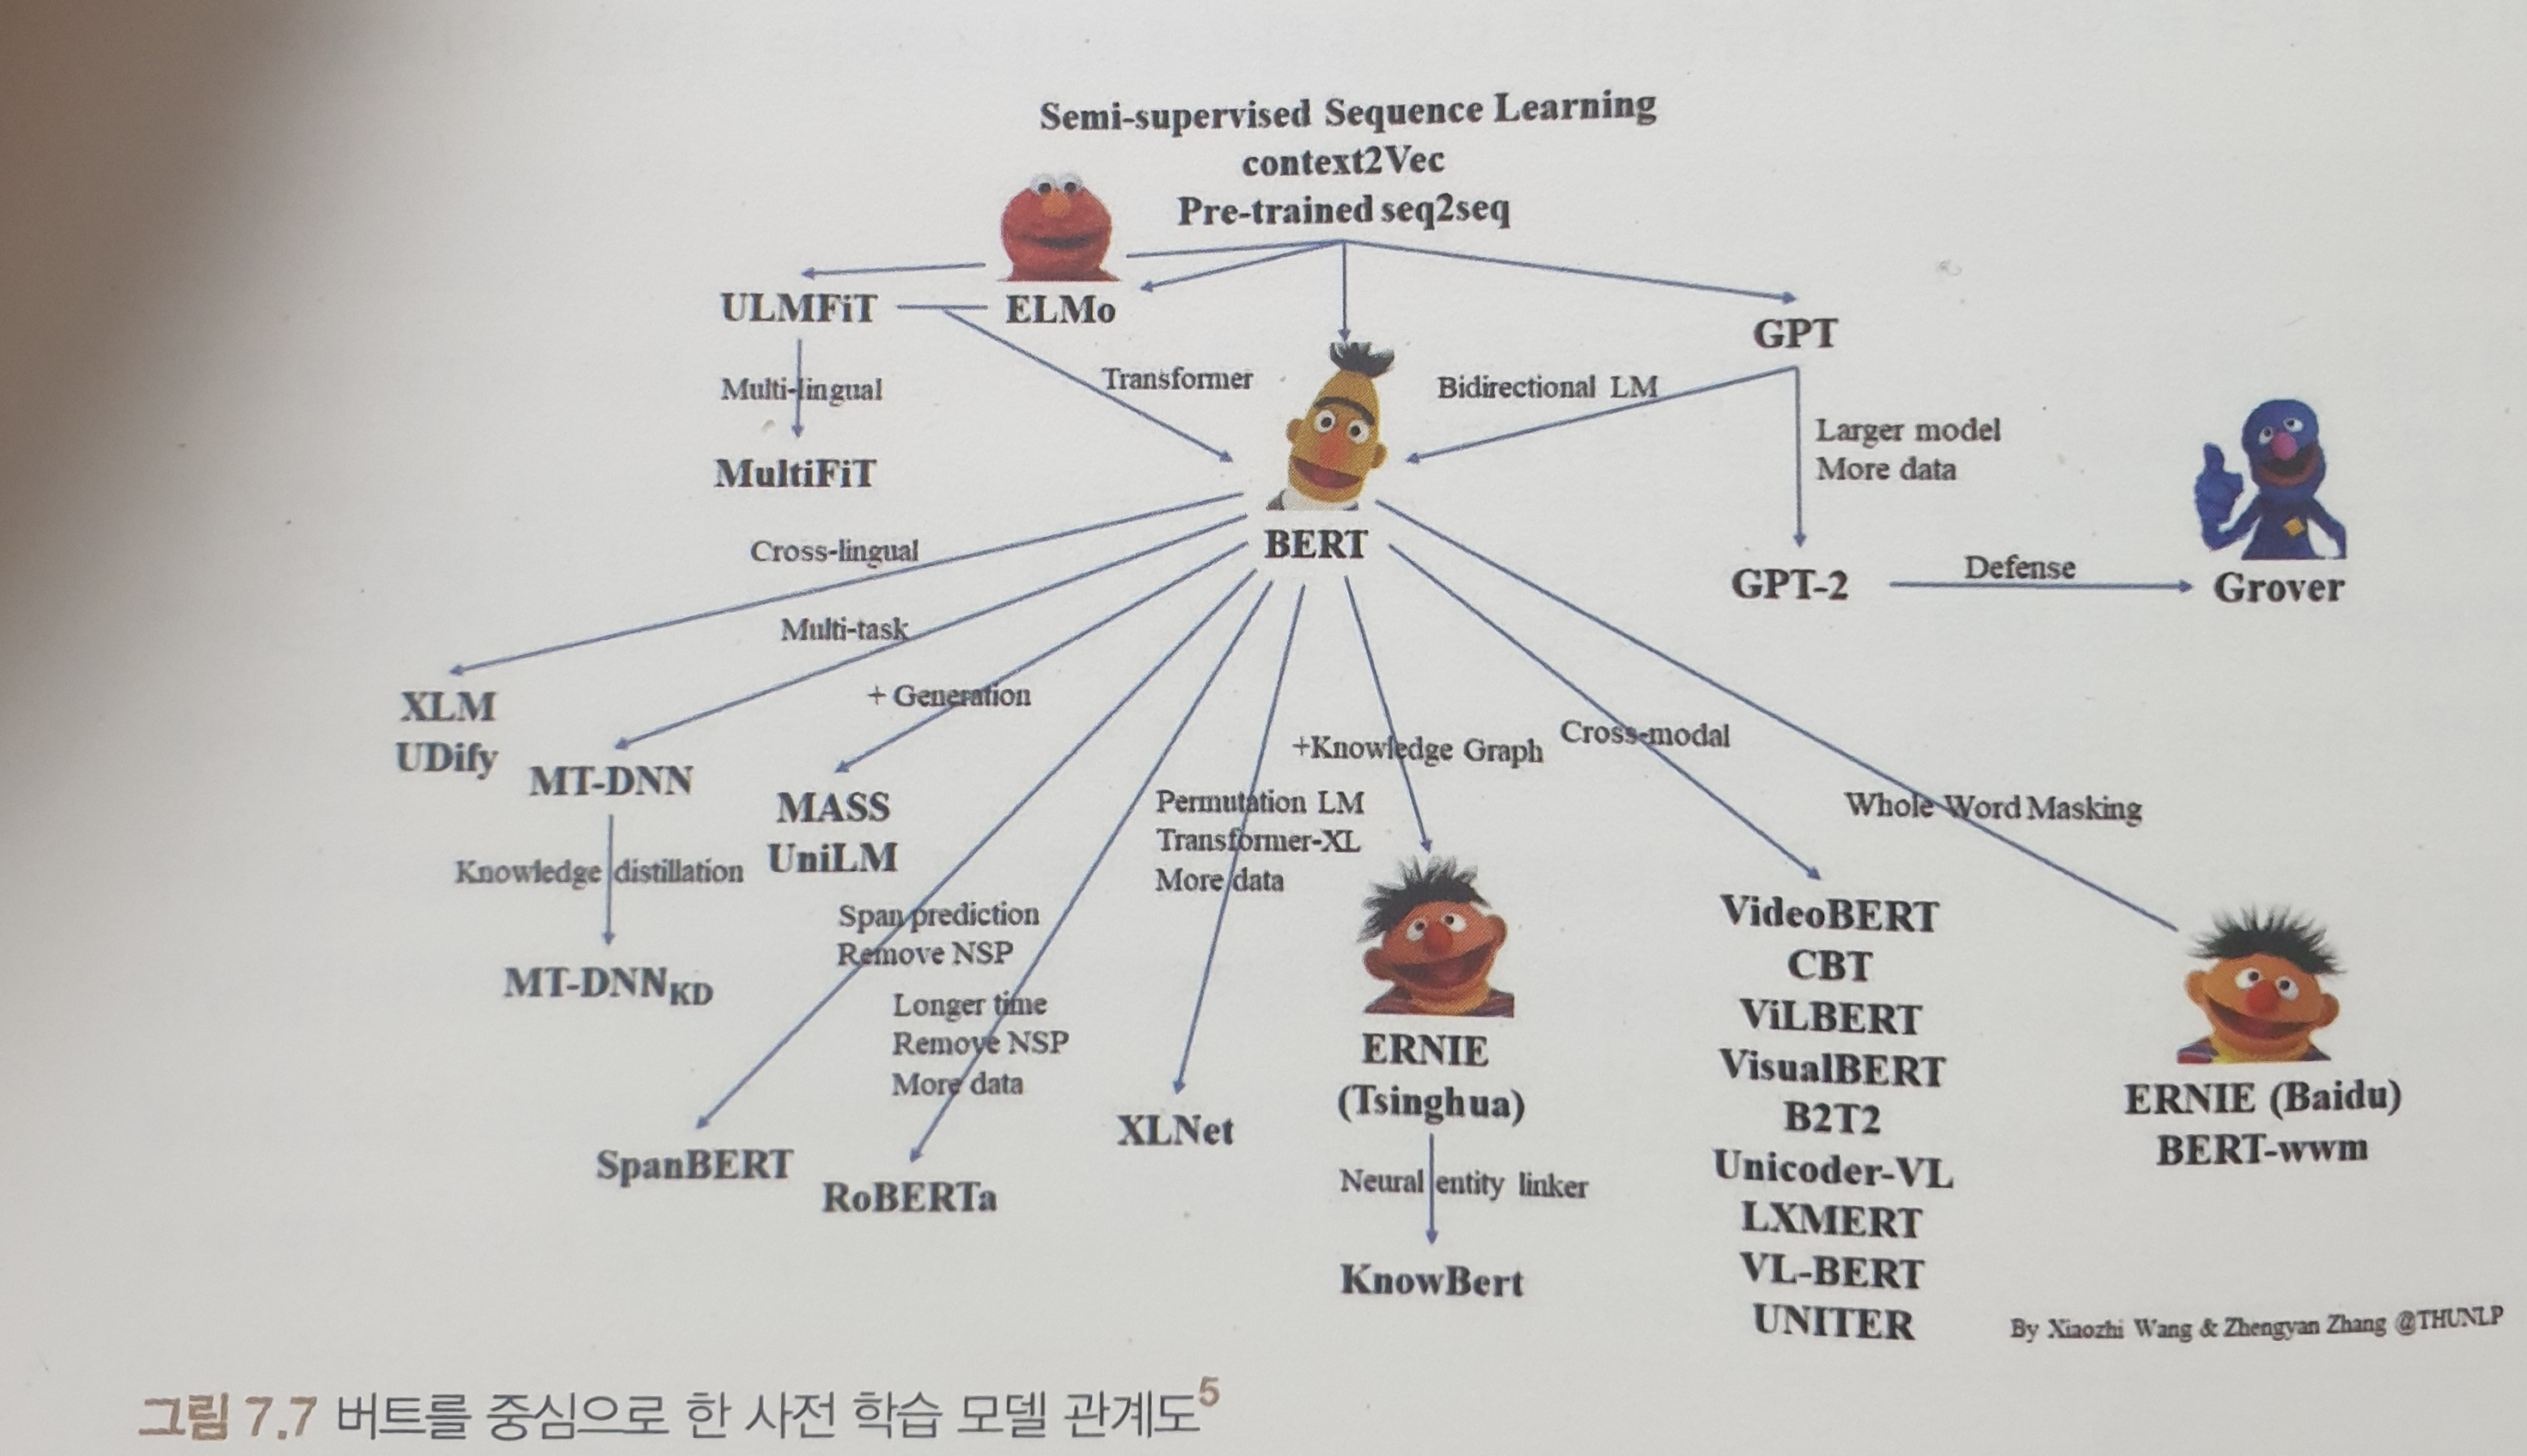 Semi-supervised Sequence Learning
context2Vec
Pre-trained seq2seq
ULMFiT
ELMo
GPT
Multi-lingual
Transformer
Bidirectional LM
Larger model
More data
MultiFiT
BERT
Cross-lingual
GPT-2
Defense
Grover
Multi-task
+ Generation
XLM
UDify
MT-DNN
MASS
UniLM
+Knowledge Graph
Cross-modal
Whole Word Masking
Permutation LM
Transformer-XL
More data
Knowledge distillation
MT-DNNKD
Span prediction
Remove NSP
Longer time
Remove NSP
More data
SpanBERT
RoBERTa
XLNet
ERNIE
(Tsinghua)
Neural entity linker
KnowBert
VideoBERT
CBT
ViLBERT
VisualBERT
B2T2
Unicoder-VL
LXMERT
VL-BERT
UNITER
ERNIE (Baidu)
BERT-wwm
By Xiaozhi Wang & Zhengyan Zhang @THUNLP
그림 7.7 버트를 중심으로 한 사전 학습 모델 관계도5